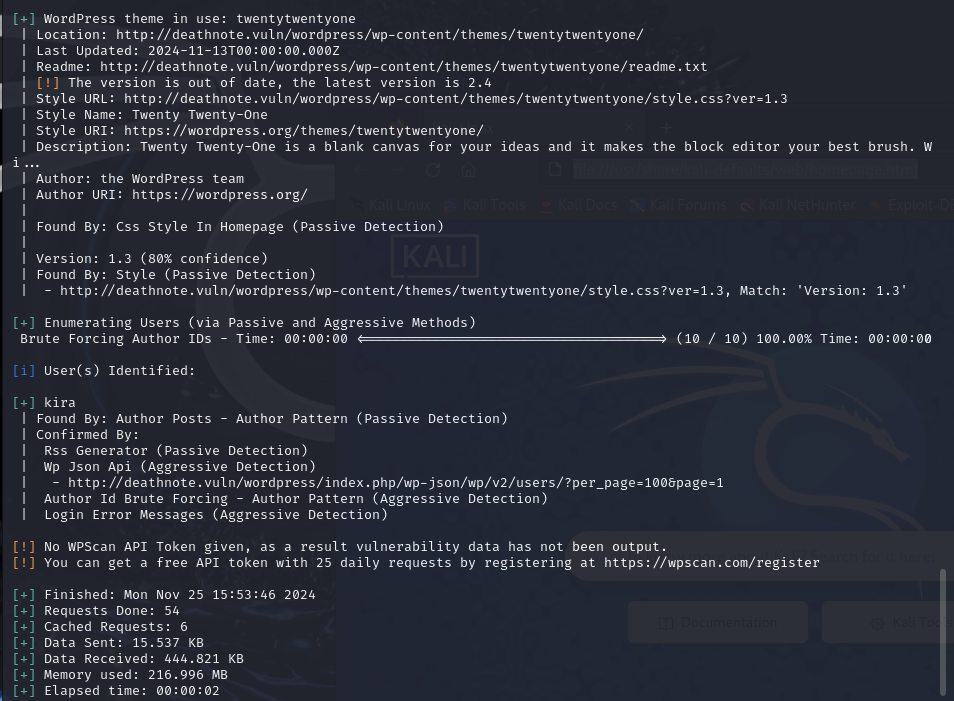 [+] WordPress theme in use: twentytwentyone
 | Location: http://deathnote.vuln/wordpress/wp-content/themes/twentytwentyone/
 | Last Updated: 2024-11-13T00:00:00.000Z
 | Readme: http://deathnote.vuln/wordpress/wp-content/themes/twentytwentyone/readme.txt
 | [!] The version is out of date, the latest version is 2.4
 | Style URL: http://deathnote.vuln/wordpress/wp-content/themes/twentytwentyone/style.css?ver=1.3
 | Style Name: Twenty Twenty-One
 | Style URI: https://wordpress.org/themes/twentytwentyone/
 | Description: Twenty Twenty-One is a blank canvas for your ideas and it makes the block editor your best brush. W
i...
 | Author: the WordPress team
 | Author URI: https://wordpress.org/
 |
Kali Linux Kali Tools Kali Docs Kali Forums Kali NetHunter
 | Found By: Css Style In Homepage (Passive Detection)
 |
KALI
 | Version: 1.3 (80% confidence)
 | Found By: Style (Passive Detection)
 |  - http://deathnote.vuln/wordpress/wp-content/themes/twentytwentyone/style.css?ver=1.3, Match: 'Version: 1.3'
[+] Enumerating Users (via Passive and Aggressive Methods)
 Brute Forcing Author IDs - Time: 00:00:00 <======================================> (10 / 10) 100.00% Time: 00:00:00
[i] User(s) Identified:
[+] kira
 | Found By: Author Posts - Author Pattern (Passive Detection)
 | Confirmed By:
 |  Rss Generator (Passive Detection)
 |  Wp Json Api (Aggressive Detection)
 |   - http://deathnote.vuln/wordpress/index.php/wp-json/wp/v2/users/?per_page=100&page=1
 |  Author Id Brute Forcing - Author Pattern (Aggressive Detection)
 |  Login Error Messages (Aggressive Detection)
[!] No WPScan API Token given, as a result vulnerability data has not been output.
[!] You can get a free API token with 25 daily requests by registering at https://wpscan.com/register
[+] Finished: Mon Nov 25 15:53:46 2024
[+] Requests Done: 54
[+] Cached Requests: 6
Documentation
[+] Data Sent: 15.537 KB
[+] Data Received: 444.821 KB
[+] Memory used: 216.996 MB
[+] Elapsed time: 00:00:02